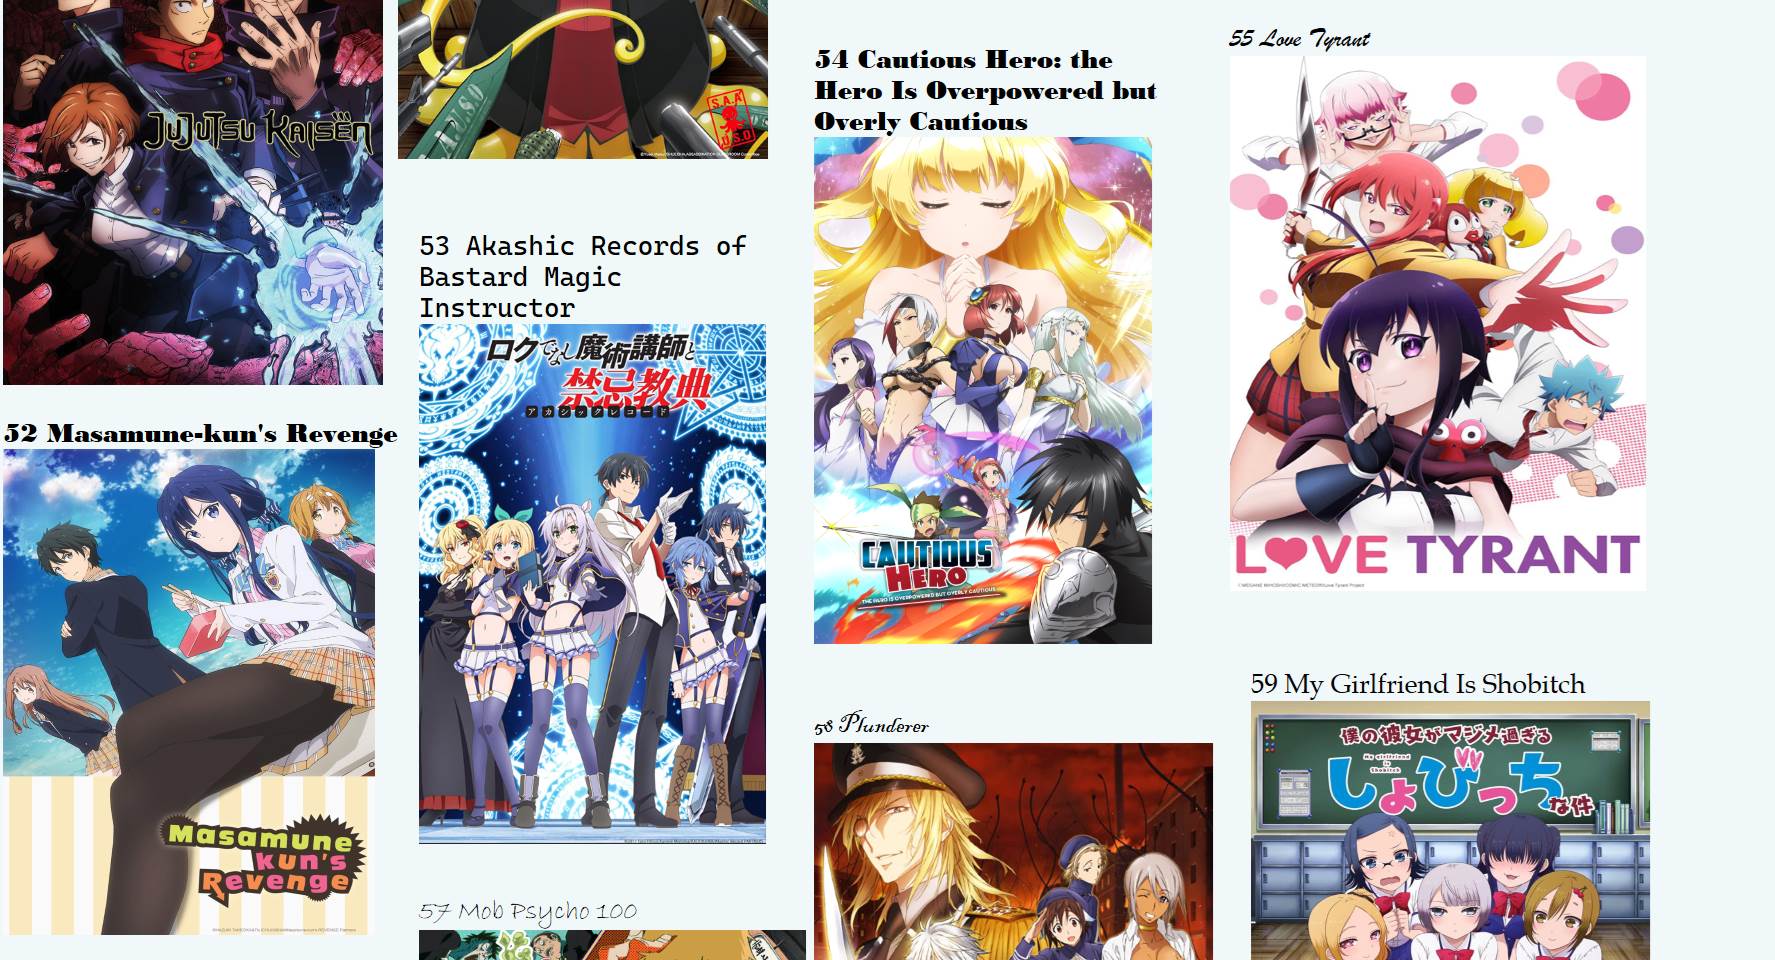 JUJUTSU KAISEN
S.A.A
U.S.O
52 Masamune-kun's Revenge
Masamune
kun's
Revenge
53 Akashic Records of
Bastard Magic
Instructor
ロクでなし魔術講師と
禁忌教典
アカシックレコード
57 Mob Psycho 100
54 Cautious Hero: the
Hero Is Overpowered but
Overly Cautious
CAUTIOUS
HERO
THE HERO IS OVERPOWERED BUT OVERLY CAUTIOUS
58 Plunderer
55 Love Tyrant
LOVE TYRANT
59 My Girlfriend Is Shobitch
僕の彼女がマジメ過ぎる
My girlfriend
is
Shobitch
しょびっち
な件